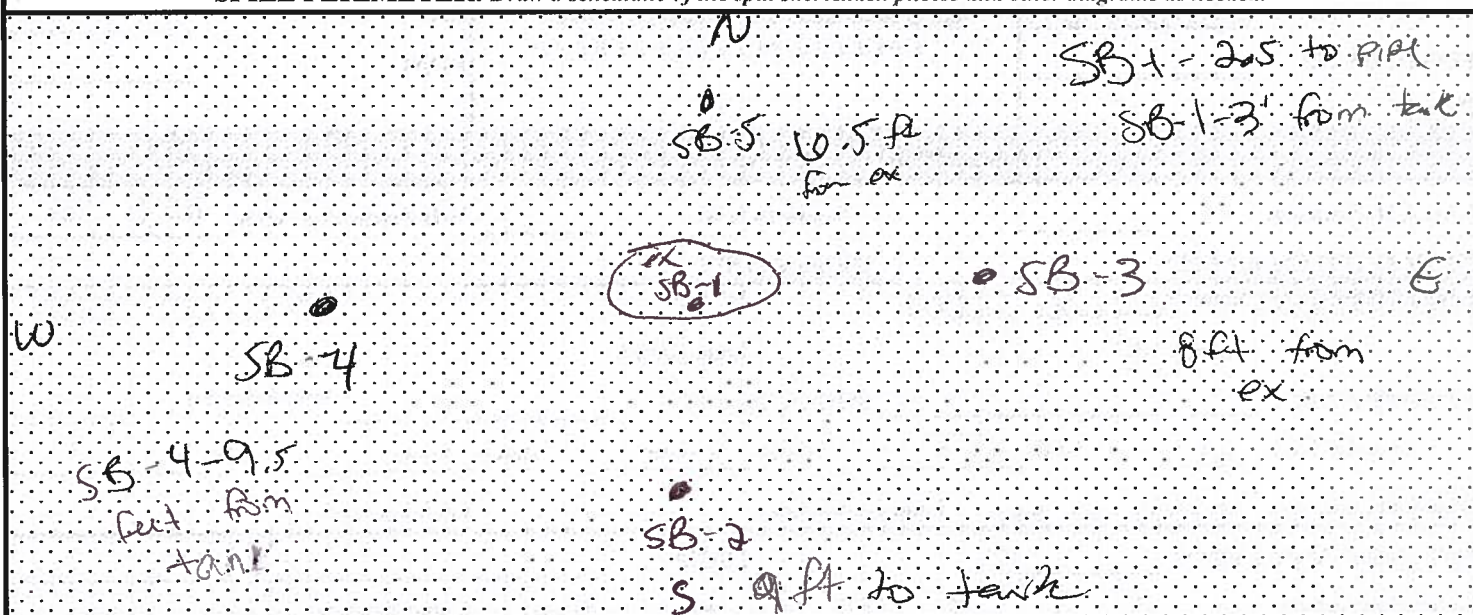 N
SB-1 - 2.5 to pipe
SB-1-3' from tank
SB-5 6.5 ft
from ex
ex
SB-1
SB-3
E
W
SB-4
8 ft from
ex
SB-4-9.5
feet from
tank
SB-2
S 9 ft to tank